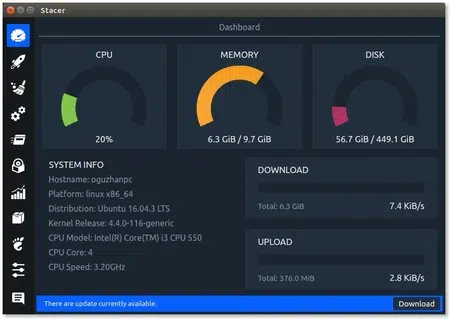 Stacer
Dashboard
CPU
20%
MEMORY
6.3 GiB / 9.7 GiB
DISK
56.7 GiB / 449.1 GiB
SYSTEM INFO
Hostname: oguzhanpc
Platform: linux x86_64
Distribution: Ubuntu 16.04.3 LTS
Kernel Release: 4.4.0-116-generic
CPU Model: Intel(R) Core(TM) i3 CPU 550
CPU Core: 4
CPU Speed: 3.20GHz
DOWNLOAD
Total: 6.3 GiB
7.4 KiB/s
UPLOAD
Total: 376.0 MiB
2.8 KiB/s
There are update currently available.
Download